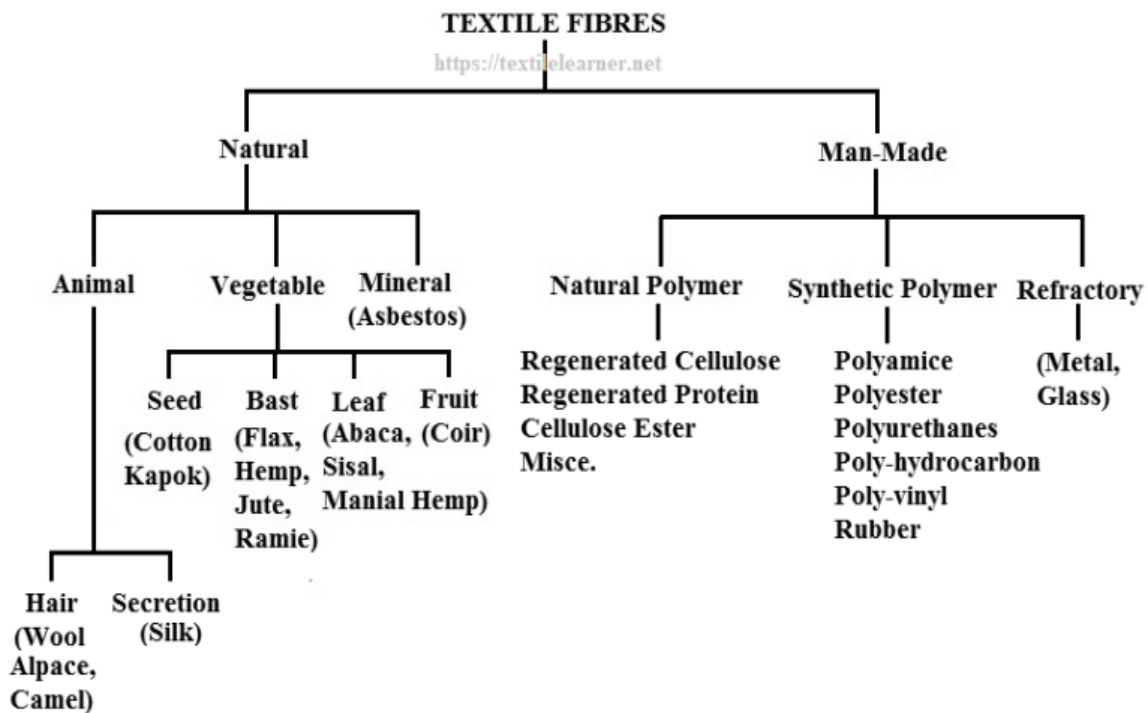 TEXTILE FIBRES
https://textilelearner.net
Natural
Man-Made
Animal
Vegetable
Mineral
(Asbestos)
Natural Polymer
Synthetic Polymer
Refractory
Seed
(Cotton
Kapok)
Bast
(Flax,
Hemp,
Jute,
Ramie)
Leaf
(Abaca,
Sisal,
Manial Hemp)
Fruit
(Coir)
Regenerated Cellulose
Regenerated Protein
Cellulose Ester
Misce.
Polyamice
Polyester
Polyurethanes
Poly-hydrocarbon
Poly-vinyl
Rubber
(Metal,
Glass)
Hair
(Wool
Alpace,
Camel)
Secretion
(Silk)